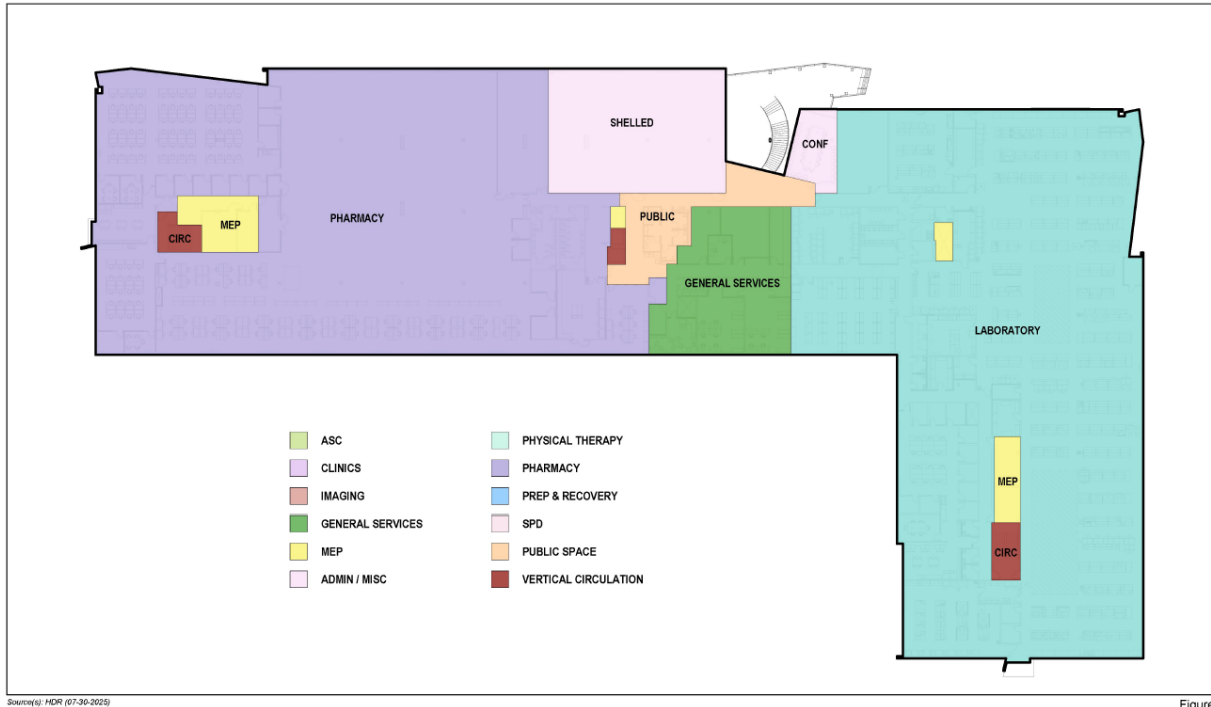 SHELLED
CONF
PHARMACY
MEP
CIRC
PUBLIC
GENERAL SERVICES
LABORATORY
MEP
CIRC
ASC
CLINICS
IMAGING
GENERAL SERVICES
MEP
ADMIN / MISC
PHYSICAL THERAPY
PHARMACY
PREP & RECOVERY
SPD
PUBLIC SPACE
VERTICAL CIRCULATION
Source(s): HDR (07-30-2025)
Figure